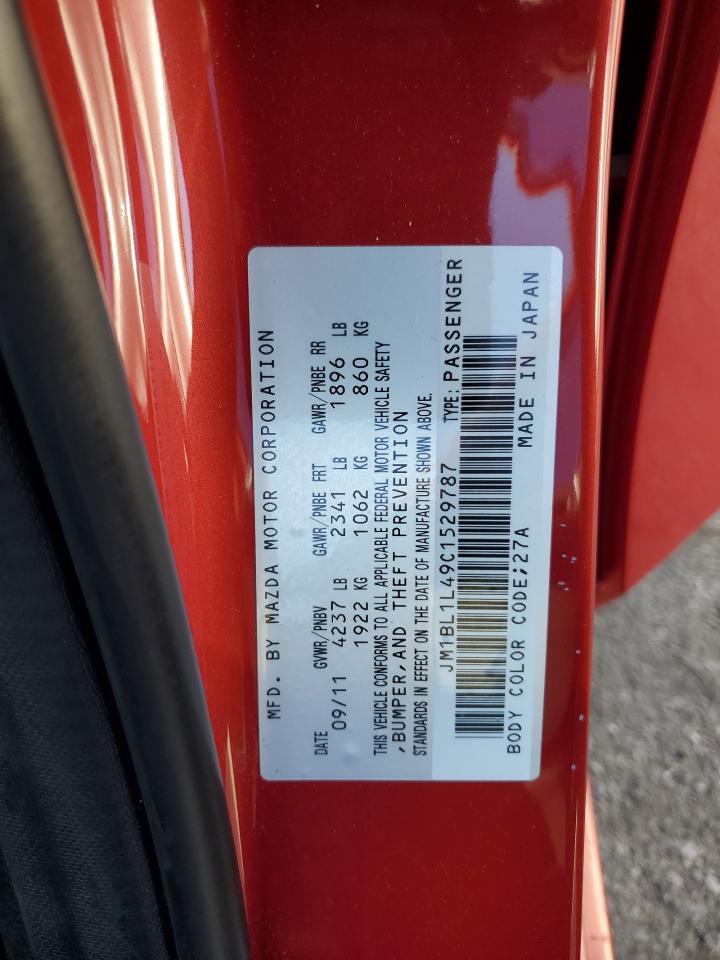 MFD. BY MAZDA MOTOR CORPORATION
DATE GVWR/PNBV GAWR/PNBE FRT GAWR/PNBE RR
09/11 4237 LB 2341 LB 1896 LB
1922 KG 1062 KG 860 KG
THIS VEHICLE CONFORMS TO ALL APPLICABLE FEDERAL MOTOR VEHICLE SAFETY
,BUMPER,AND THEFT PREVENTION
STANDARDS IN EFFECT ON THE DATE OF MANUFACTURE SHOWN ABOVE.
JM1BL1L49C1529787 TYPE: PASSENGER
BODY COLOR CODE;27A MADE IN JAPAN